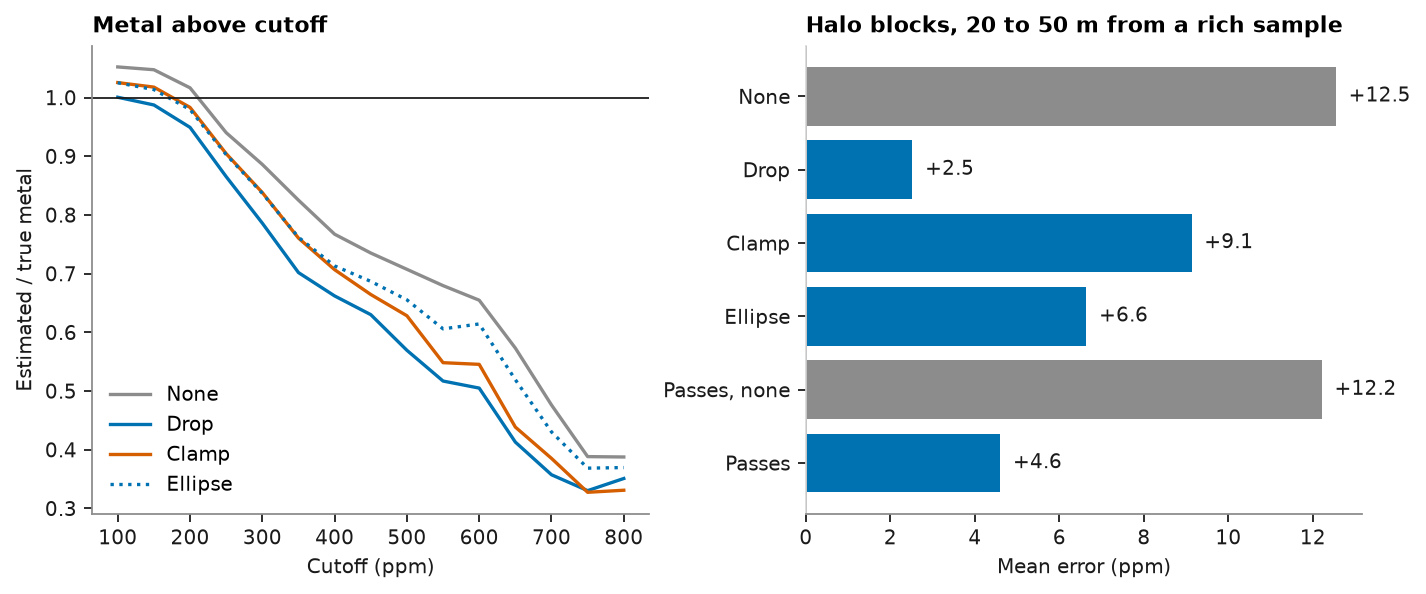 Metal above cutoff
Estimated / true metal
1.0
0.9
0.8
0.7
0.6
0.5
0.4
0.3
None
Drop
Clamp
Ellipse
100 200 300 400 500 600 700 800
Cutoff (ppm)
Halo blocks, 20 to 50 m from a rich sample
None +12.5
Drop +2.5
Clamp +9.1
Ellipse +6.6
Passes, none +12.2
Passes +4.6
0 2 4 6 8 10 12
Mean error (ppm)